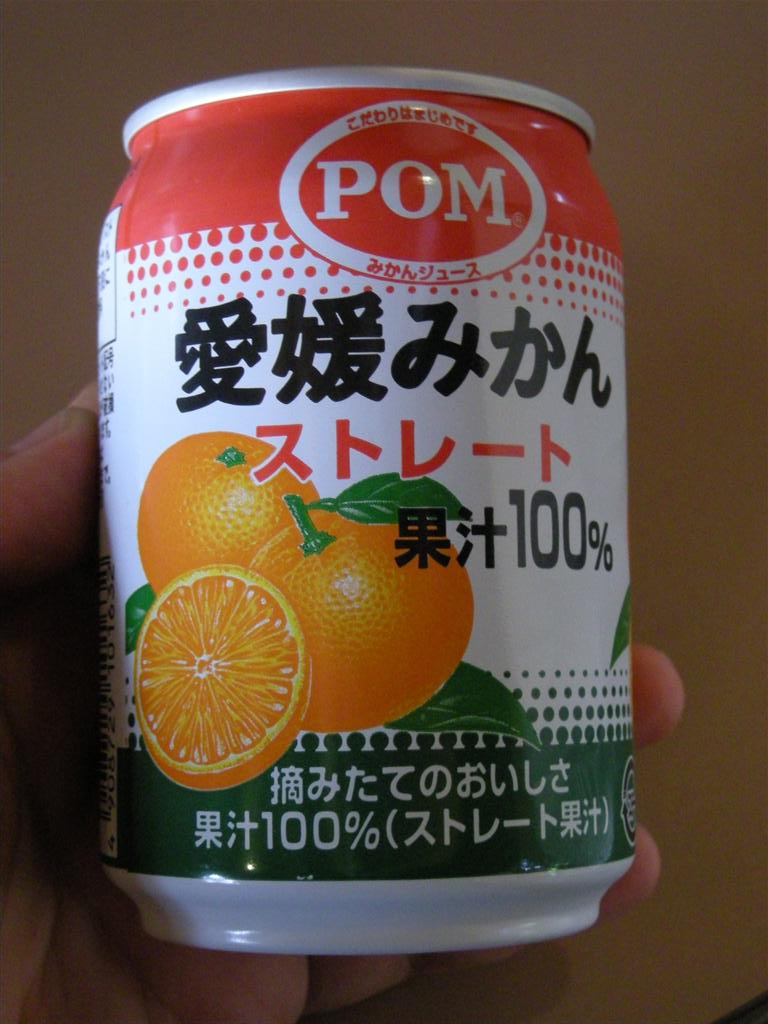 こだわりはまじめです
POM®
みかんジュース
愛媛みかん
ストレート
果汁100%
摘みたてのおいしさ
果汁100%(ストレート果汁)